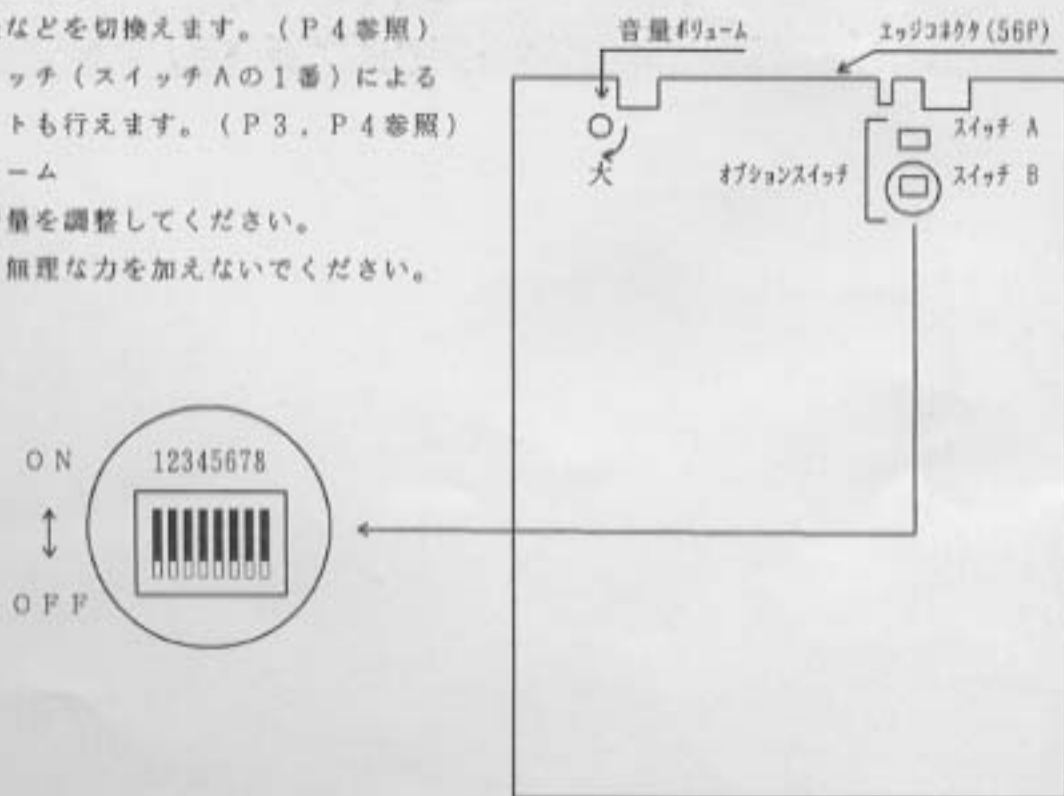 などを切換えます。(P4参照)
ッチ(スイッチAの1番)による
トも行えます。(P3,P4参照)
ーム
量を調整してください。
無理な力を加えないでください。
音量ボリューム
エッジコネクタ(56P)
大
オプションスイッチ
スイッチ A
スイッチ B
ON
12345678
OFF